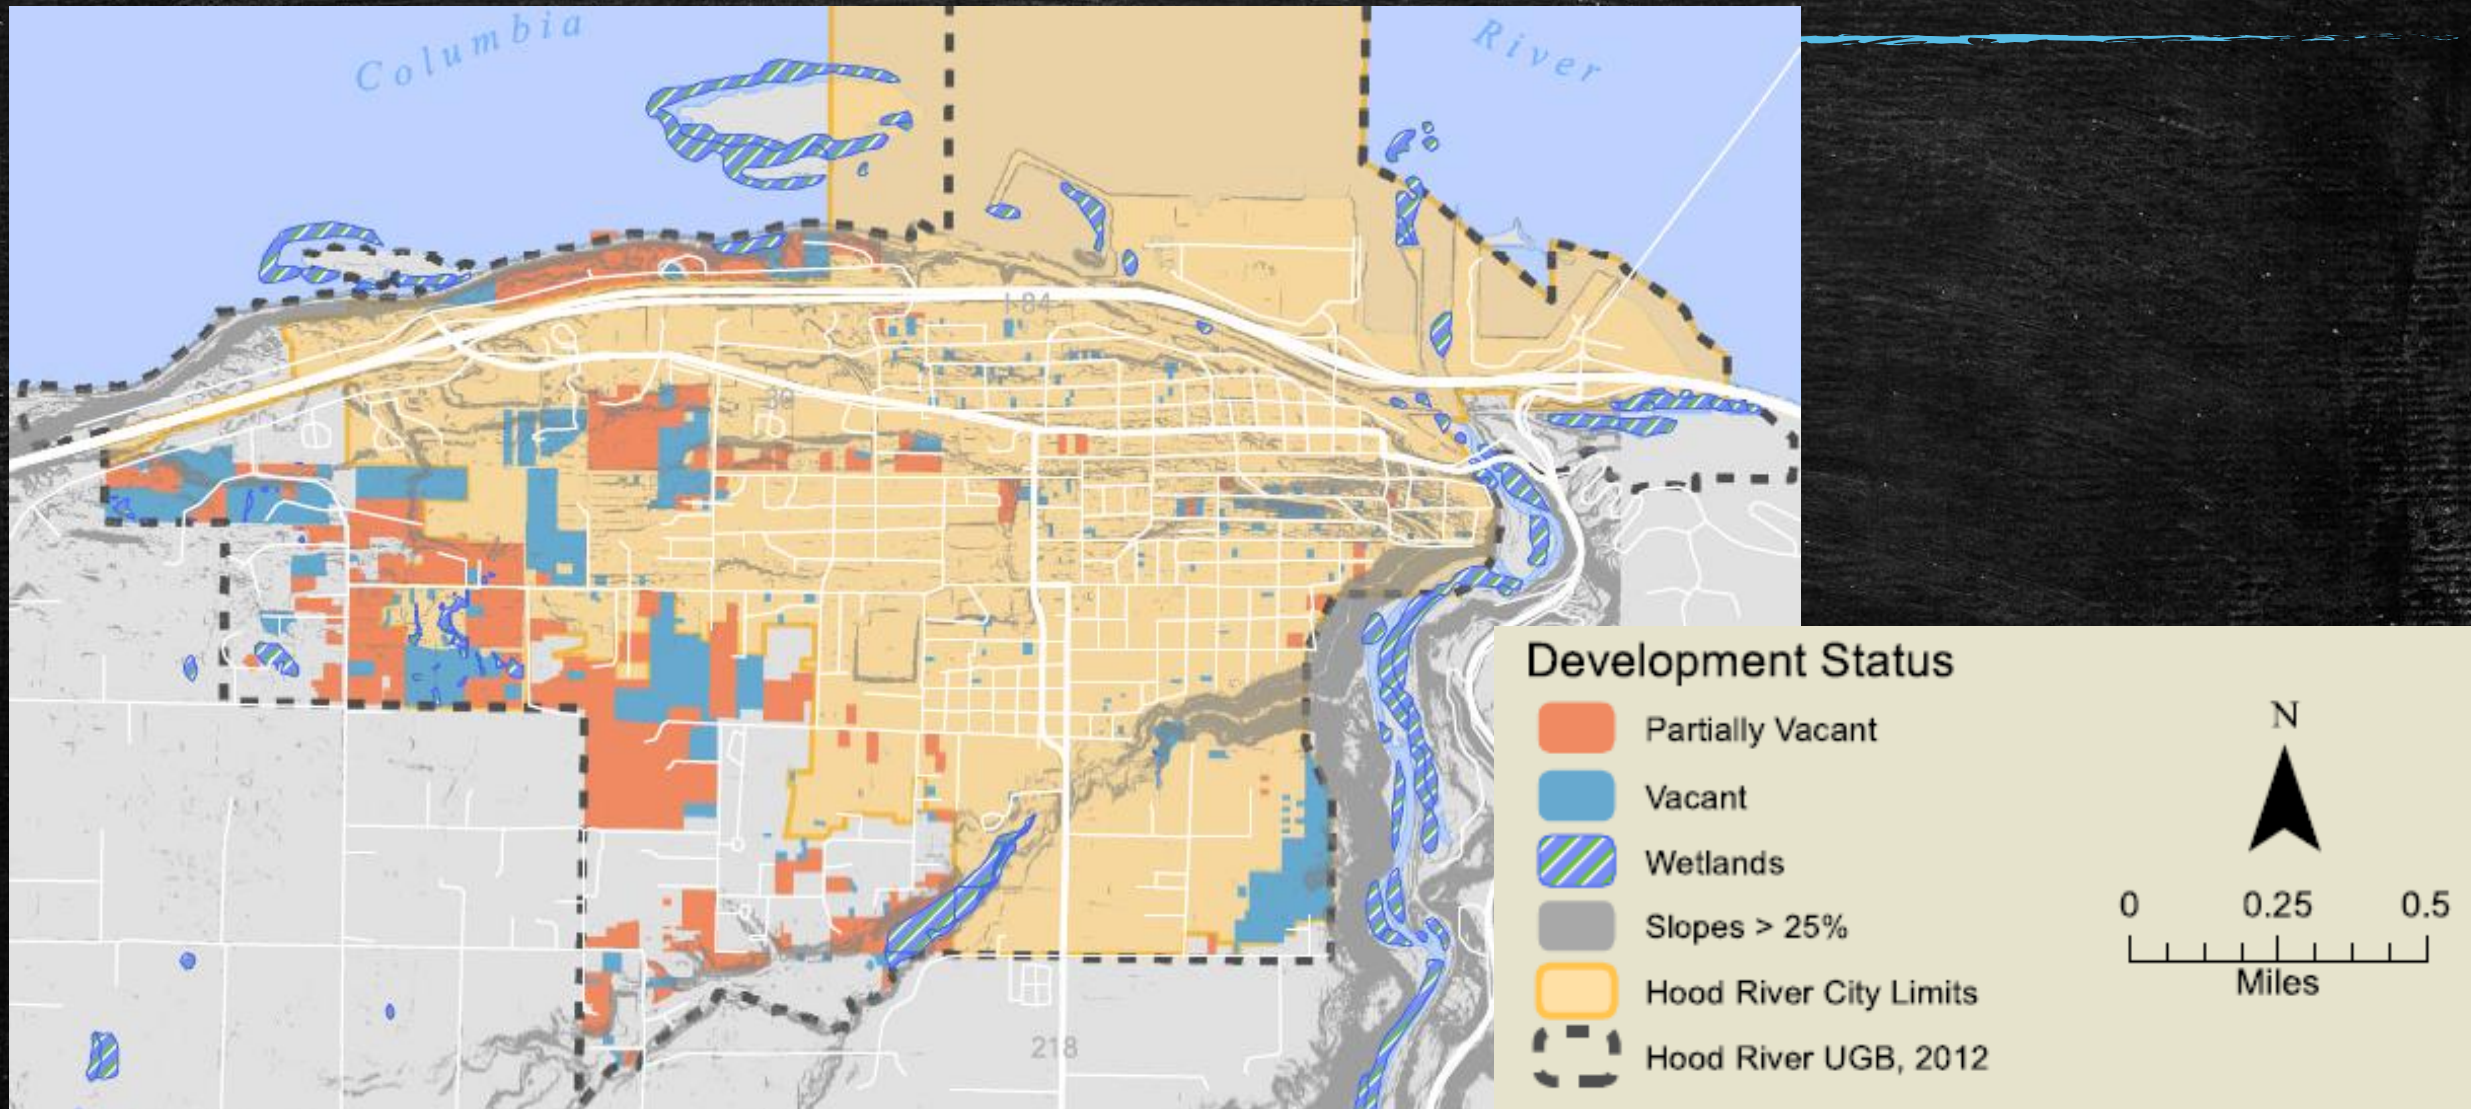 Columbia
River
I-84
30
218
Development Status
Partially Vacant
Vacant
Wetlands
Slopes > 25%
Hood River City Limits
Hood River UGB, 2012
N
0 0.25 0.5
Miles